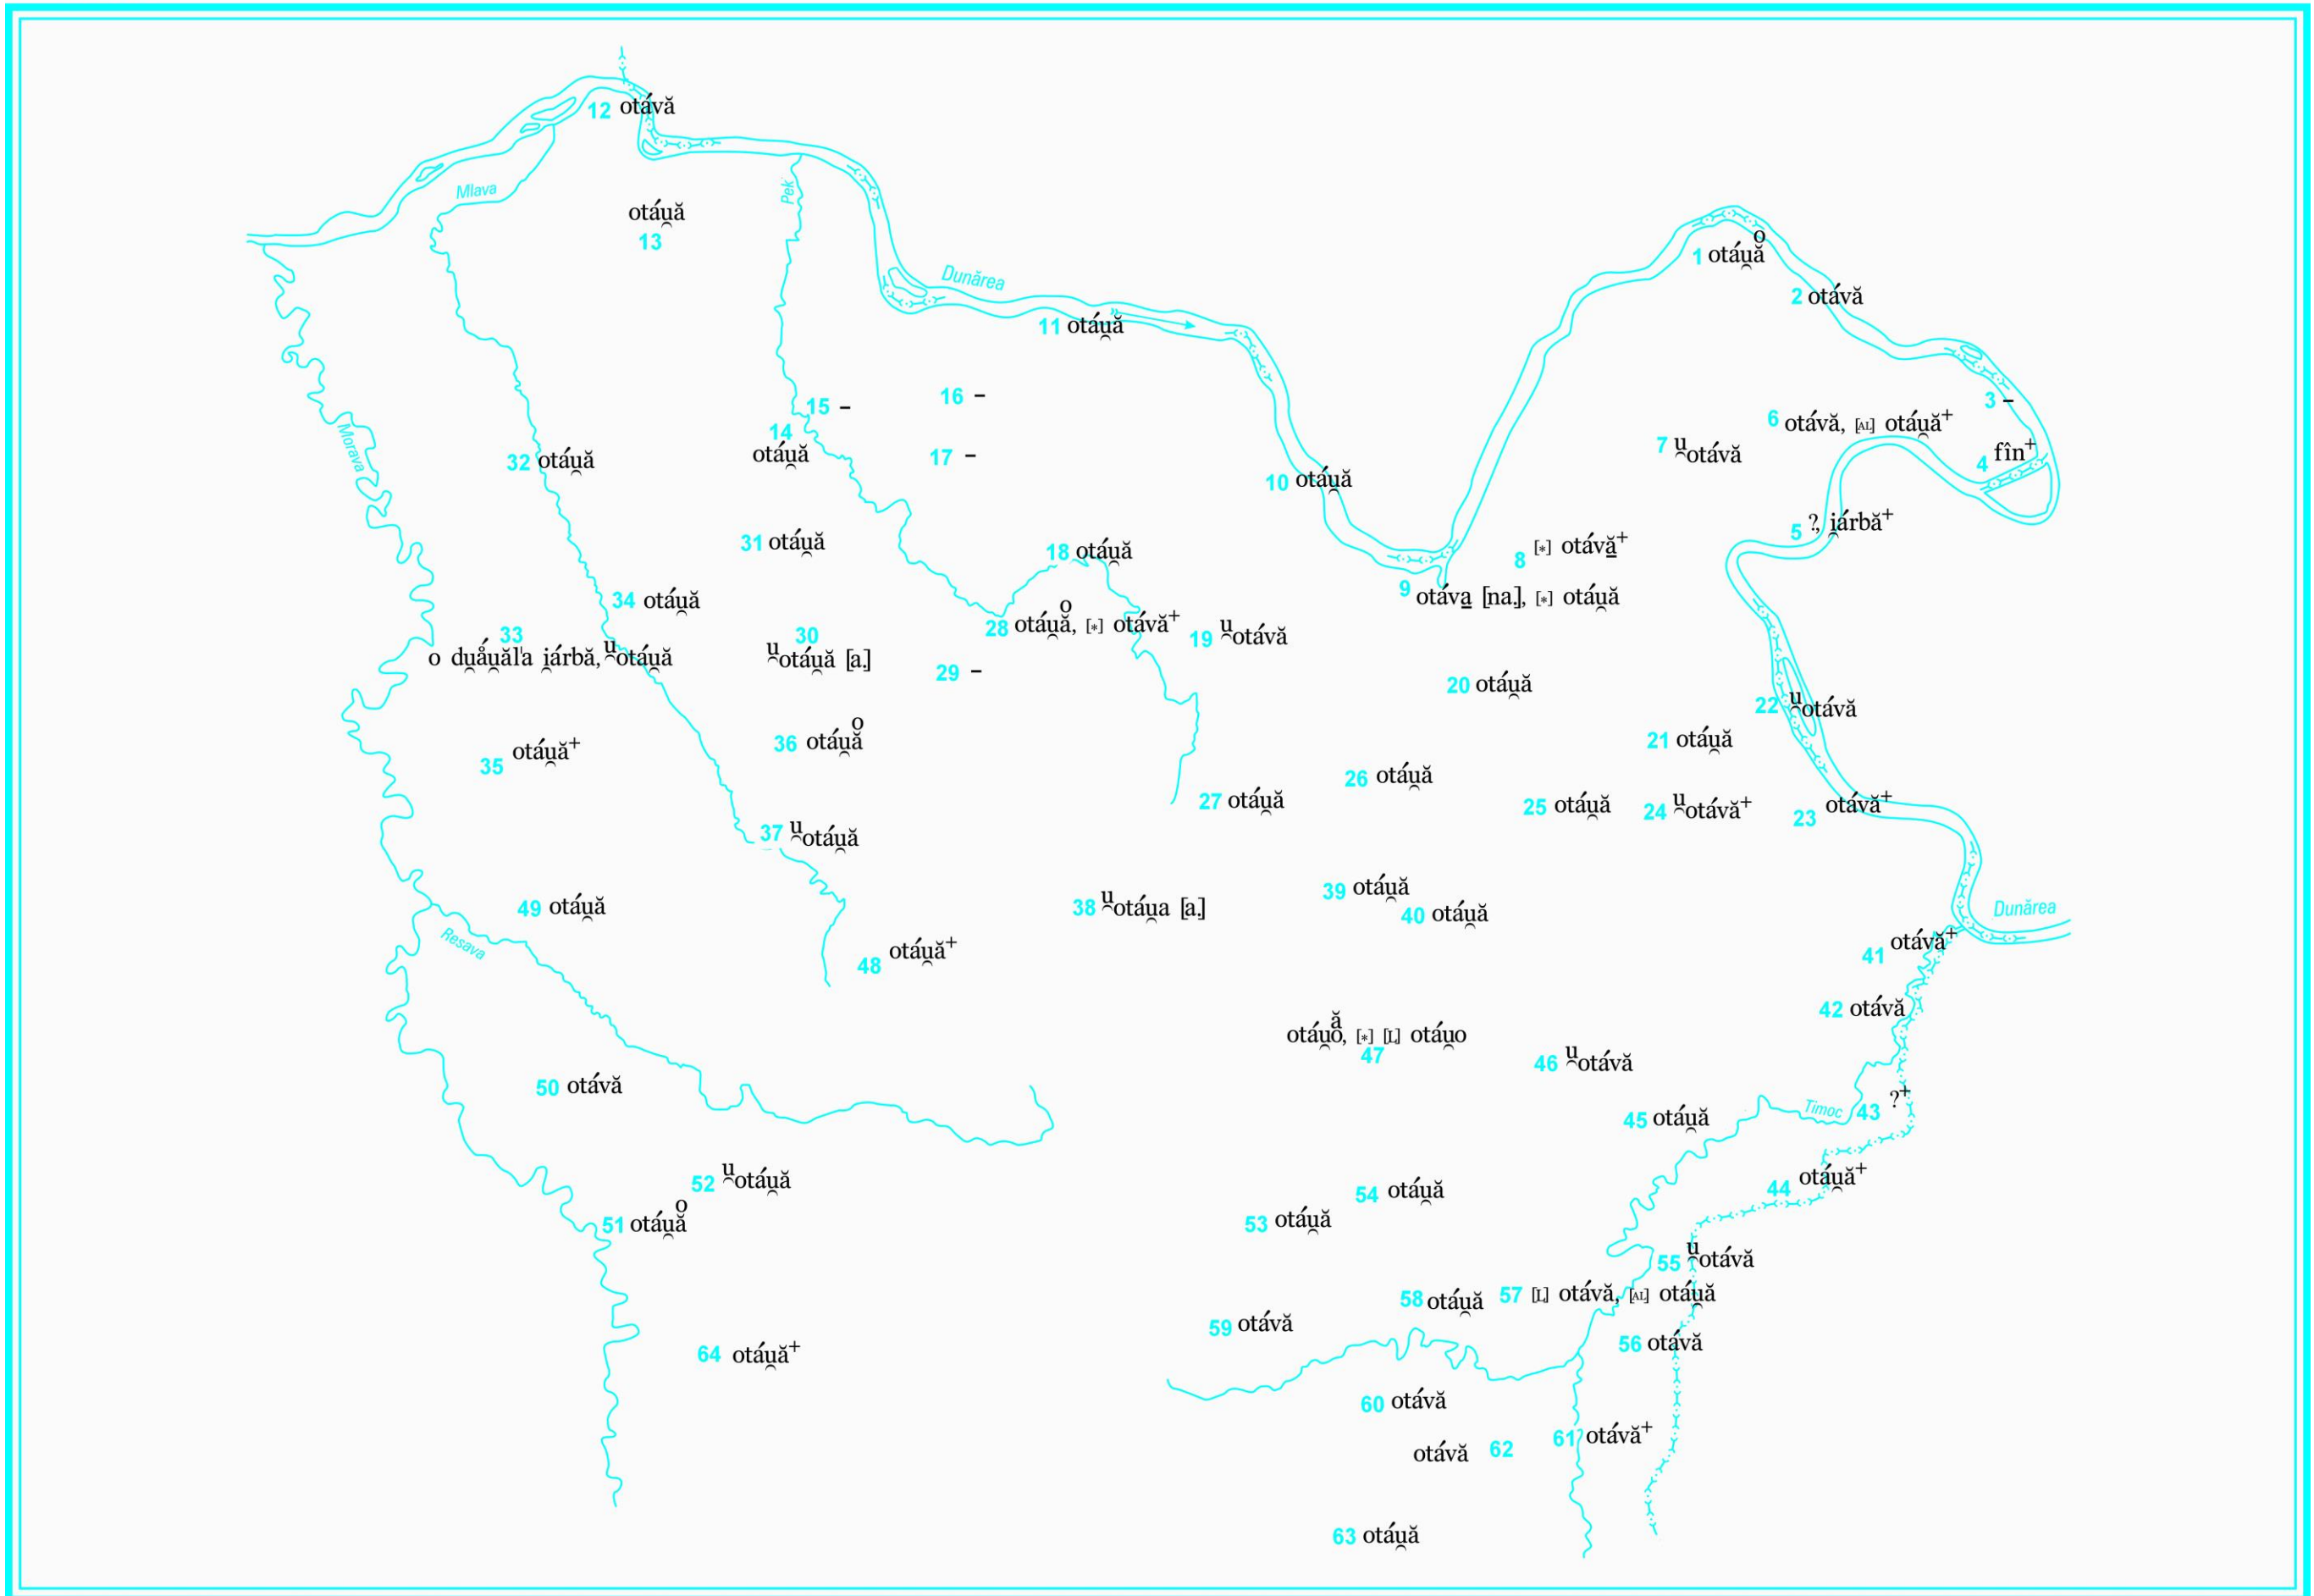 12 otávă
Mlava
Pek
otáu̯ă
13
Dunărea
1 otáu̯ăᵒ
2 otávă
11 otáu̯ă
15 –
16 –
3 –
14
otáu̯ă
6 otávă, [AL] otáu̯ă⁺
Morava
32 otáu̯ă
17 –
7 ᵘ̯otávă
4 fîn⁺
10 otáu̯ă
5 ?, i̯árbă⁺
31 otáu̯ă
18 otáu̯ă
8 [*] otávă̲⁺
34 otáu̯ă
9 otáva̲ [na.], [*] otáu̯ă
28 otáu̯ăᵒ, [*] otávă⁺
19 ᵘ̯otávă
33
o du̯ắu̯ăl'a i̯árbă, ᵘ̯otáu̯ă
30
ᵘ̯otáu̯ă [a.]
29 –
20 otáu̯ă
22 ᵘ̯otávă
36 otáu̯ăᵒ
21 otáu̯ă
35 otáu̯ă⁺
26 otáu̯ă
27 otáu̯ă
25 otáu̯ă
24 ᵘ̯otávă⁺
23 otávă⁺
37 ᵘ̯otáu̯ă
39 otáu̯ă
49 otáu̯ă
38 ᵘ̯otáu̯a [a.]
40 otáu̯ă
Dunărea
Resava
48 otáu̯ă⁺
41 otávă⁺
42 otávă
ă
otáu̯o, [*] [L] otáu̯o
47
46 ᵘ̯otávă
50 otávă
45 otáu̯ă
Timoc
43 ?⁺
52 ᵘ̯otáu̯ă
54 otáu̯ă
44 otáu̯ă⁺
51 otáu̯ăᵒ
53 otáu̯ă
55 ᵘ̯otávă
58 otáu̯ă
57 [L] otávă, [AL] otáu̯ă
59 otávă
56 otávă
64 otáu̯ă⁺
60 otávă
61 otávă⁺
otávă 62
63 otáu̯ă